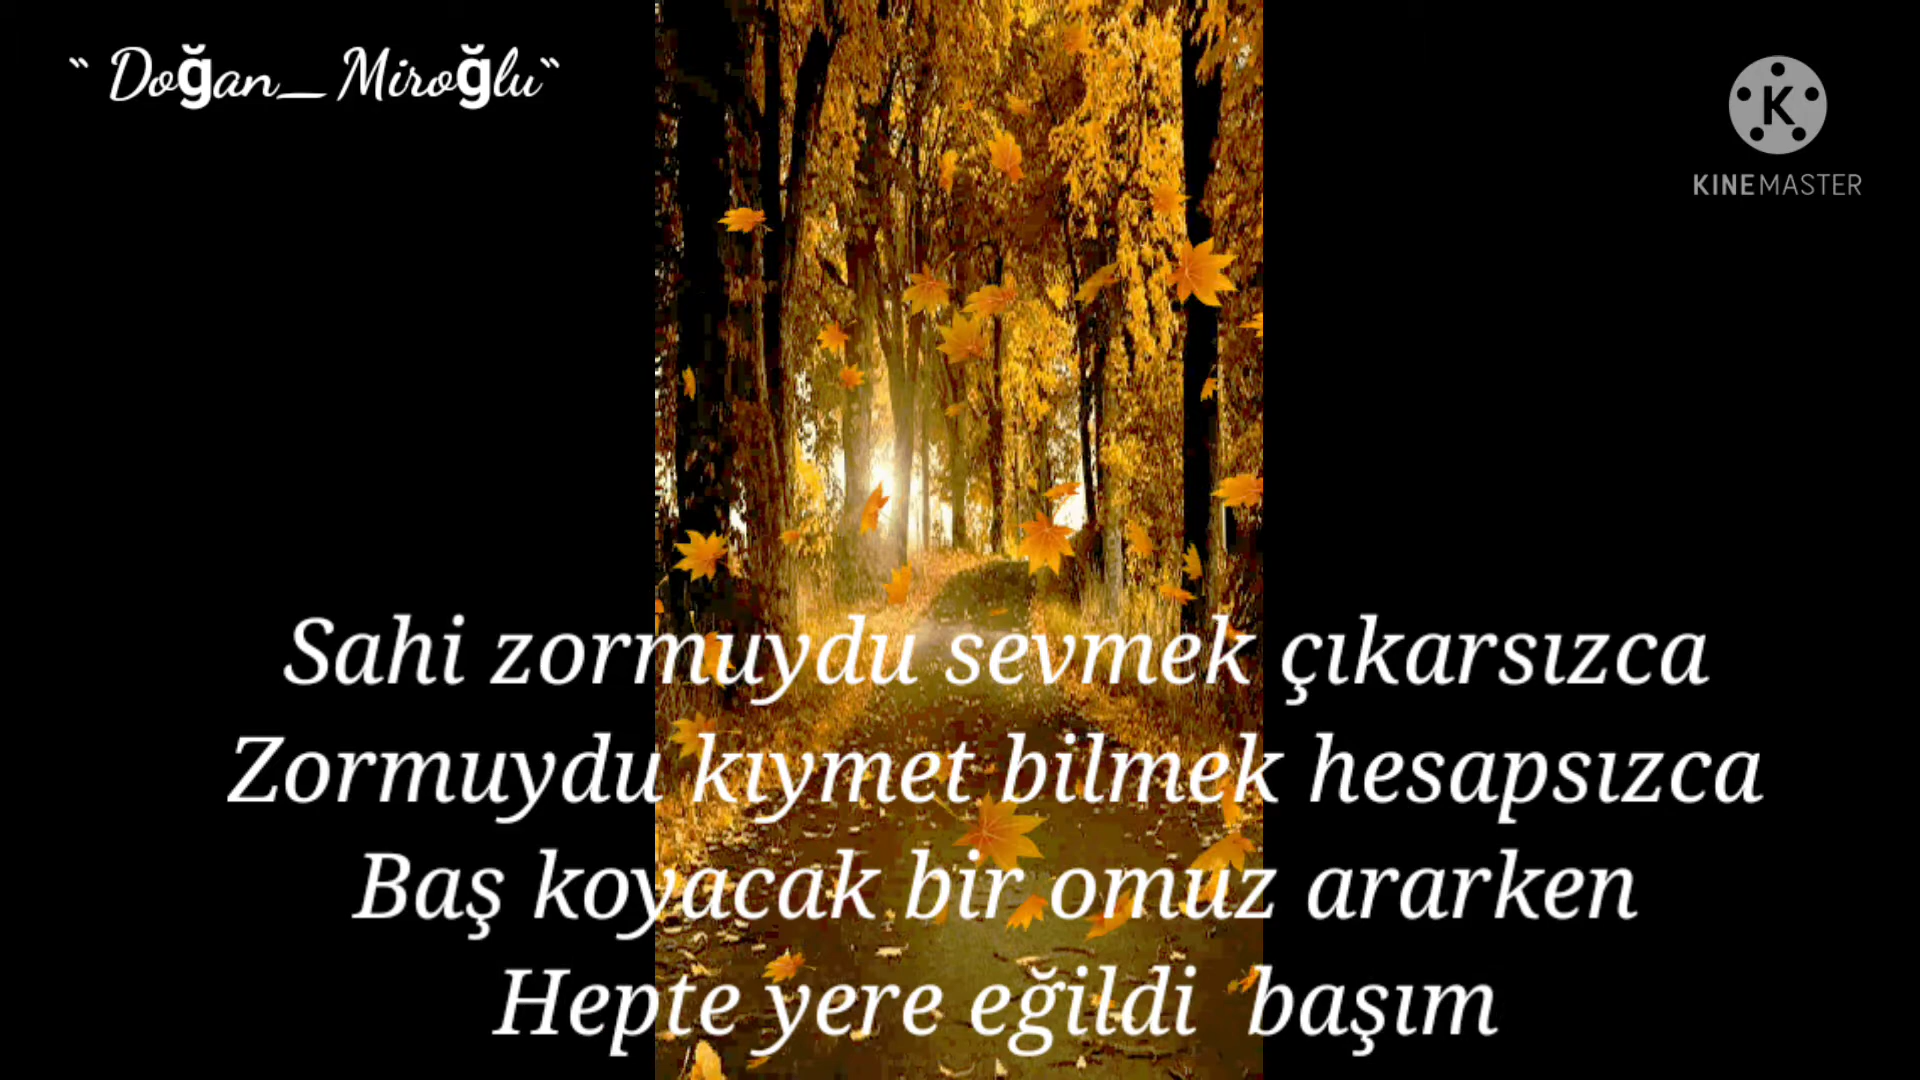 “ Doğan_Miroğlu“
K
KINEMASTER
Sahi zormuydu sevmek çıkarsızca
Zormuydu kıymet bilmek hesapsızca
Baş koyacak bir omuz ararken
Hepte yere eğildi başım